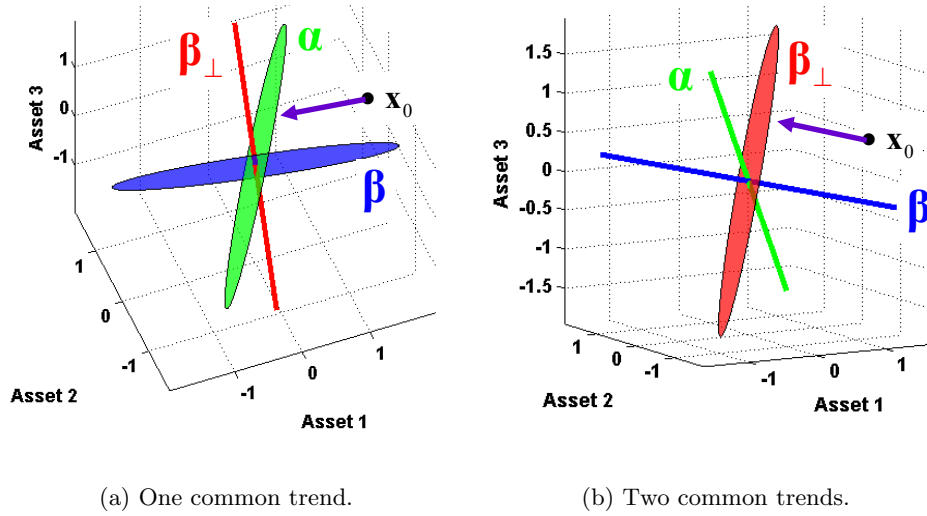 β⊥
α
x0
β
1
0
-1
Asset 3
1
0
-1
Asset 2
-1
0
1
Asset 1
(a) One common trend.
α
β⊥
x0
β
1.5
1
0.5
0
-0.5
-1
-1.5
Asset 3
1
0
-1
Asset 2
-1
0
1
Asset 1
(b) Two common trends.